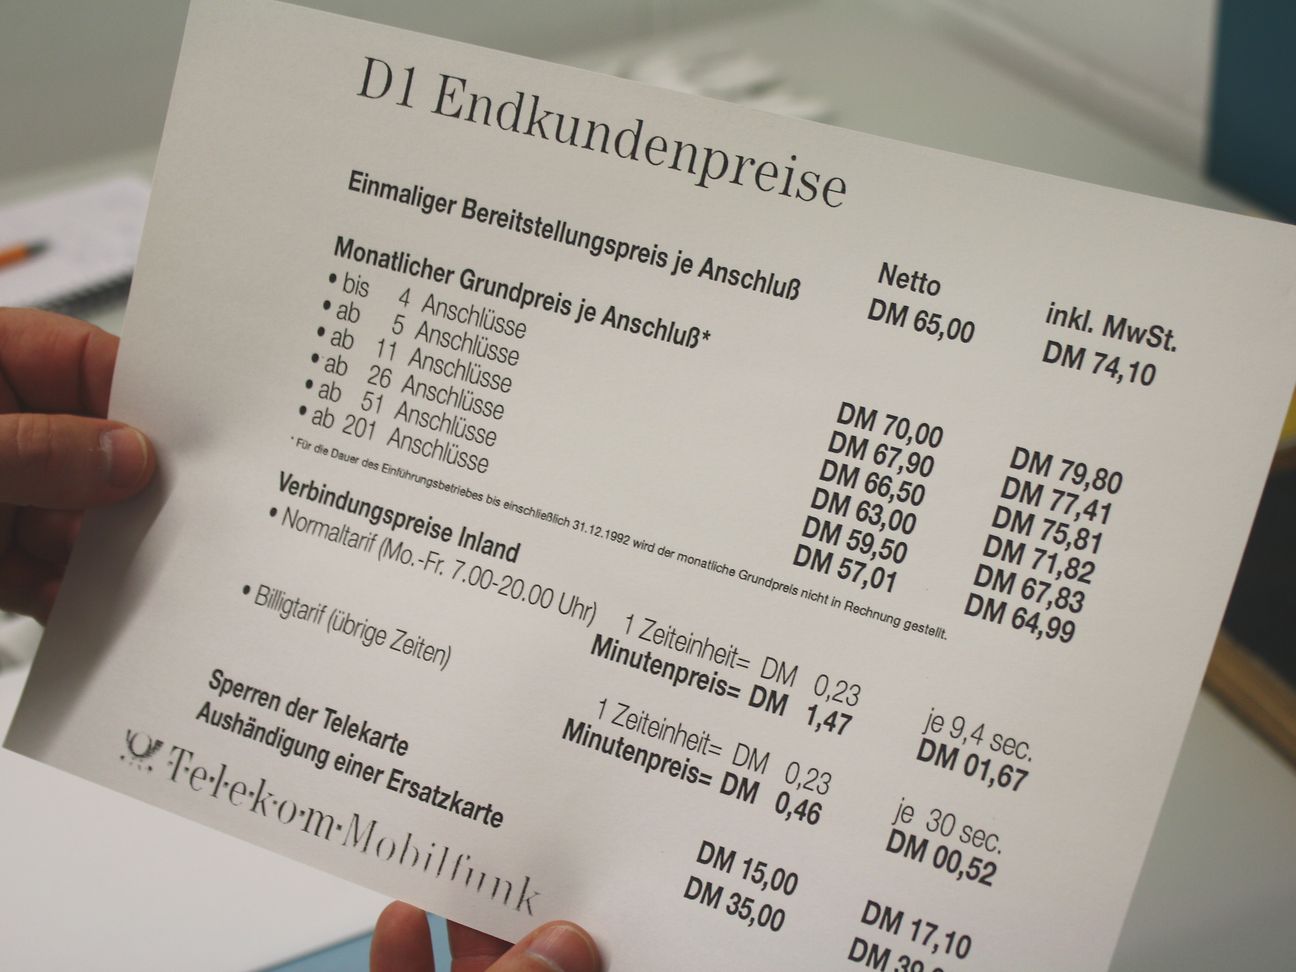 D1 Endkundenpreise
Netto inkl. MwSt.
Einmaliger Bereitstellungspreis je Anschluß DM 65,00 DM 74,10
Monatlicher Grundpreis je Anschluß*
• bis 4 Anschlüsse DM 70,00 DM 79,80
• ab 5 Anschlüsse DM 67,90 DM 77,41
• ab 11 Anschlüsse DM 66,50 DM 75,81
• ab 26 Anschlüsse DM 63,00 DM 71,82
• ab 51 Anschlüsse DM 59,50 DM 67,83
• ab 201 Anschlüsse DM 57,01 DM 64,99
* Für die Dauer des Einführungsbetriebes bis einschließlich 31.12.1992 wird der monatliche Grundpreis nicht in Rechnung gestellt.
Verbindungspreise Inland
• Normaltarif (Mo.-Fr. 7.00-20.00 Uhr) 1 Zeiteinheit= DM 0,23 je 9,4 sec.
Minutenpreis= DM 1,47 DM 01,67
• Billigtarif (übrige Zeiten) 1 Zeiteinheit= DM 0,23 je 30 sec.
Minutenpreis= DM 0,46 DM 00,52
Sperren der Telekarte DM 15,00 DM 17,10
Aushändigung einer Ersatzkarte DM 35,00 DM
Telekom Mobilfunk